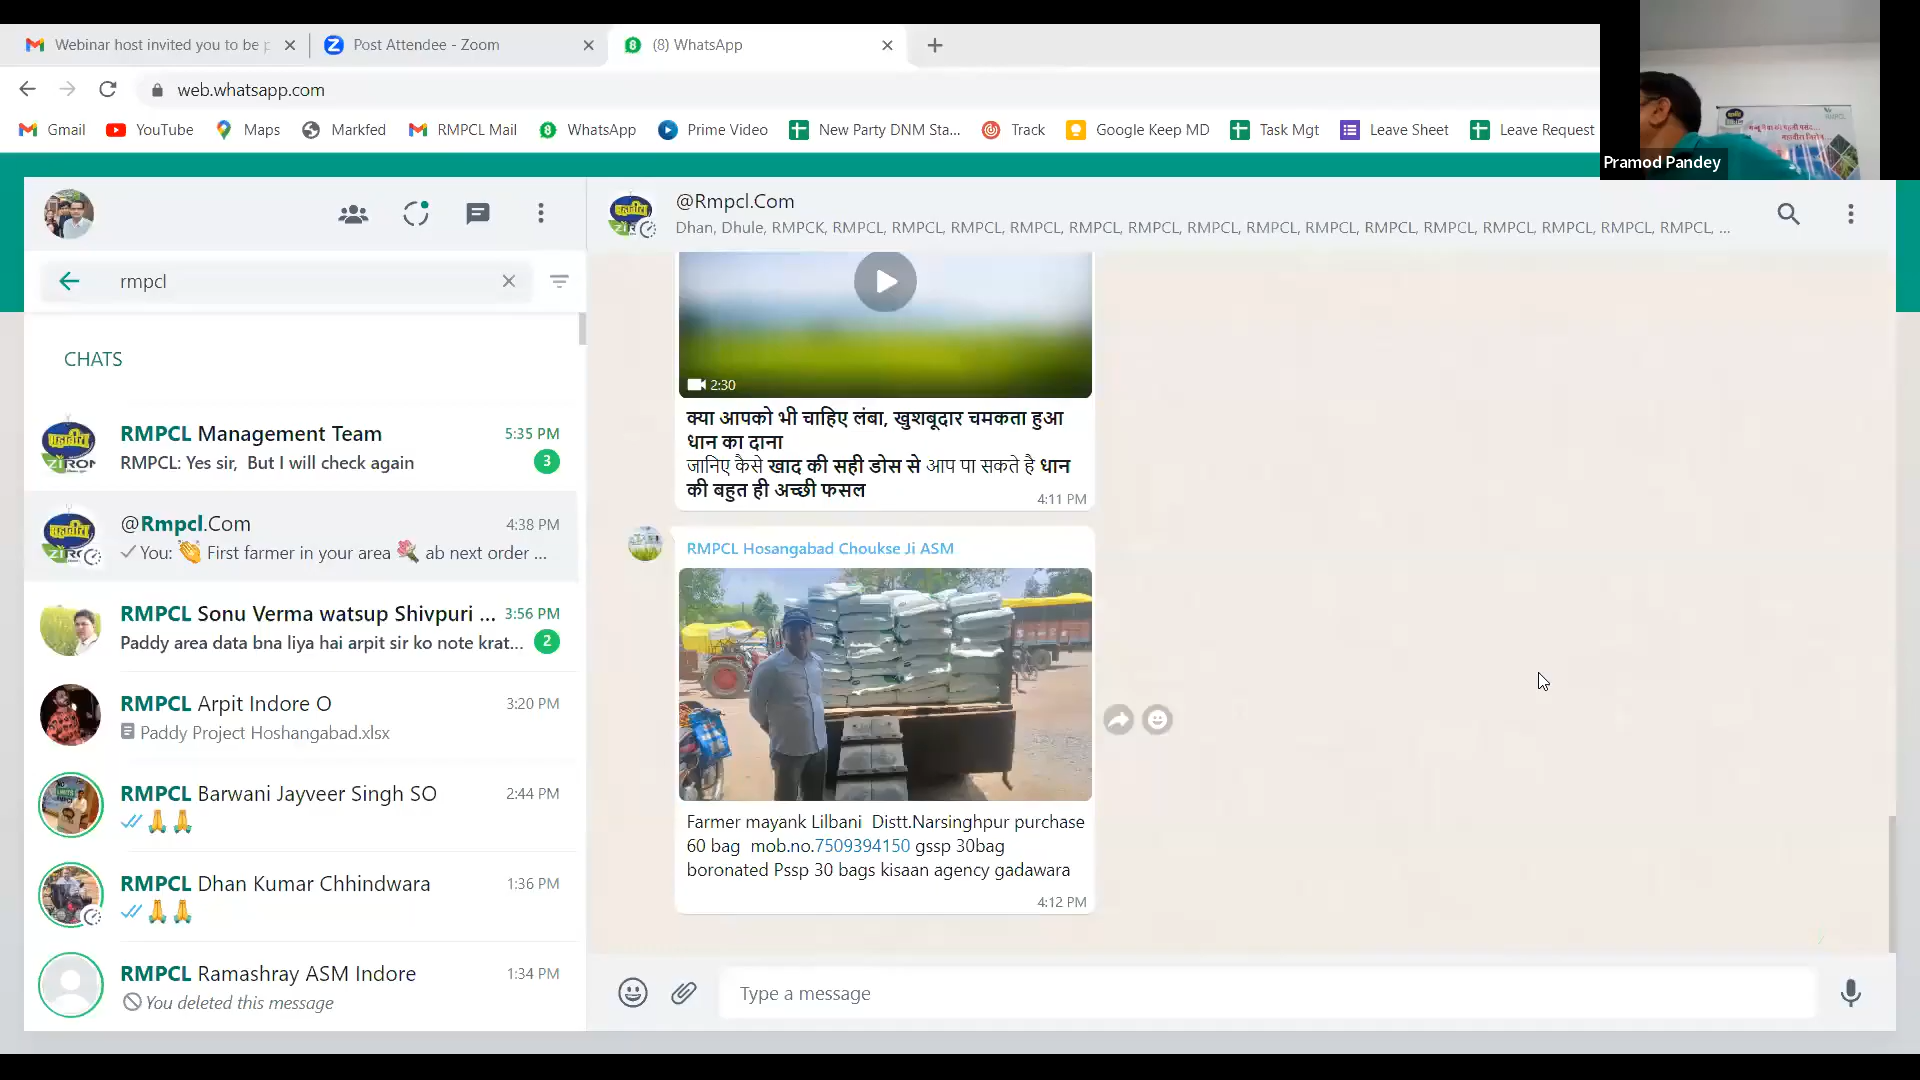 Webinar host invited you to be p
Post Attendee - Zoom
(8) WhatsApp
web.whatsapp.com
Gmail
YouTube
Maps
Markfed
RMPCL Mail
WhatsApp
Prime Video
New Party DNM Sta...
Track
Google Keep MD
Task Mgt
Leave Sheet
Leave Request
Pramod Pandey
rmpcl
CHATS
RMPCL Management Team
5:35 PM
RMPCL: Yes sir, But I will check again
3
@Rmpcl.Com
4:38 PM
You: 👏 First farmer in your area 🌹 ab next order ...
RMPCL Sonu Verma watsup Shivpuri ...
3:56 PM
Paddy area data bna liya hai arpit sir ko note krat...
2
RMPCL Arpit Indore O
3:20 PM
Paddy Project Hoshangabad.xlsx
RMPCL Barwani Jayveer Singh SO
2:44 PM
🙏🙏
RMPCL Dhan Kumar Chhindwara
1:36 PM
🙏🙏
RMPCL Ramashray ASM Indore
1:34 PM
You deleted this message
@Rmpcl.Com
Dhan, Dhule, RMPCK, RMPCL, RMPCL, RMPCL, RMPCL, RMPCL, RMPCL, RMPCL, RMPCL, RMPCL, RMPCL, RMPCL, RMPCL, RMPCL, RMPCL, ...
2:30
क्या आपको भी चाहिए लंबा, खुशबूदार चमकता हुआ
धान का दाना
जानिए कैसे खाद की सही डोस से आप पा सकते है धान
की बहुत ही अच्छी फसल
4:11 PM
RMPCL Hosangabad Choukse Ji ASM
Farmer mayank Lilbani Distt.Narsinghpur purchase
60 bag mob.no.7509394150 gssp 30bag
boronated Pssp 30 bags kisaan agency gadawara
4:12 PM
Type a message